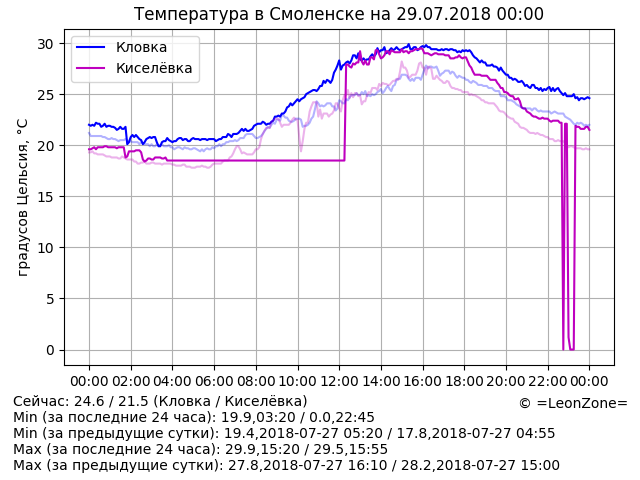 Температура в Смоленске на 29.07.2018 00:00
Кловка
Киселёвка
градусов Цельсия, °C
30
25
20
15
10
5
0
00:00 02:00 04:00 06:00 08:00 10:00 12:00 14:00 16:00 18:00 20:00 22:00 00:00
Сейчас: 24.6 / 21.5 (Кловка / Киселёвка)
© =LeonZone=
Min (за последние 24 часа): 19.9,03:20 / 0.0,22:45
Min (за предыдущие сутки): 19.4,2018-07-27 05:20 / 17.8,2018-07-27 04:55
Max (за последние 24 часа): 29.9,15:20 / 29.5,15:55
Max (за предыдущие сутки): 27.8,2018-07-27 16:10 / 28.2,2018-07-27 15:00